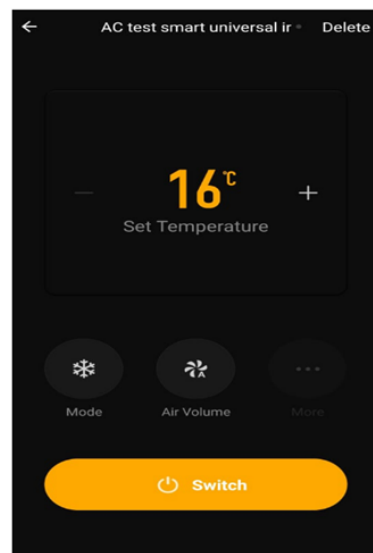 AC test smart universal ir Delete
16°C
Set Temperature
Mode Air Volume More
Switch